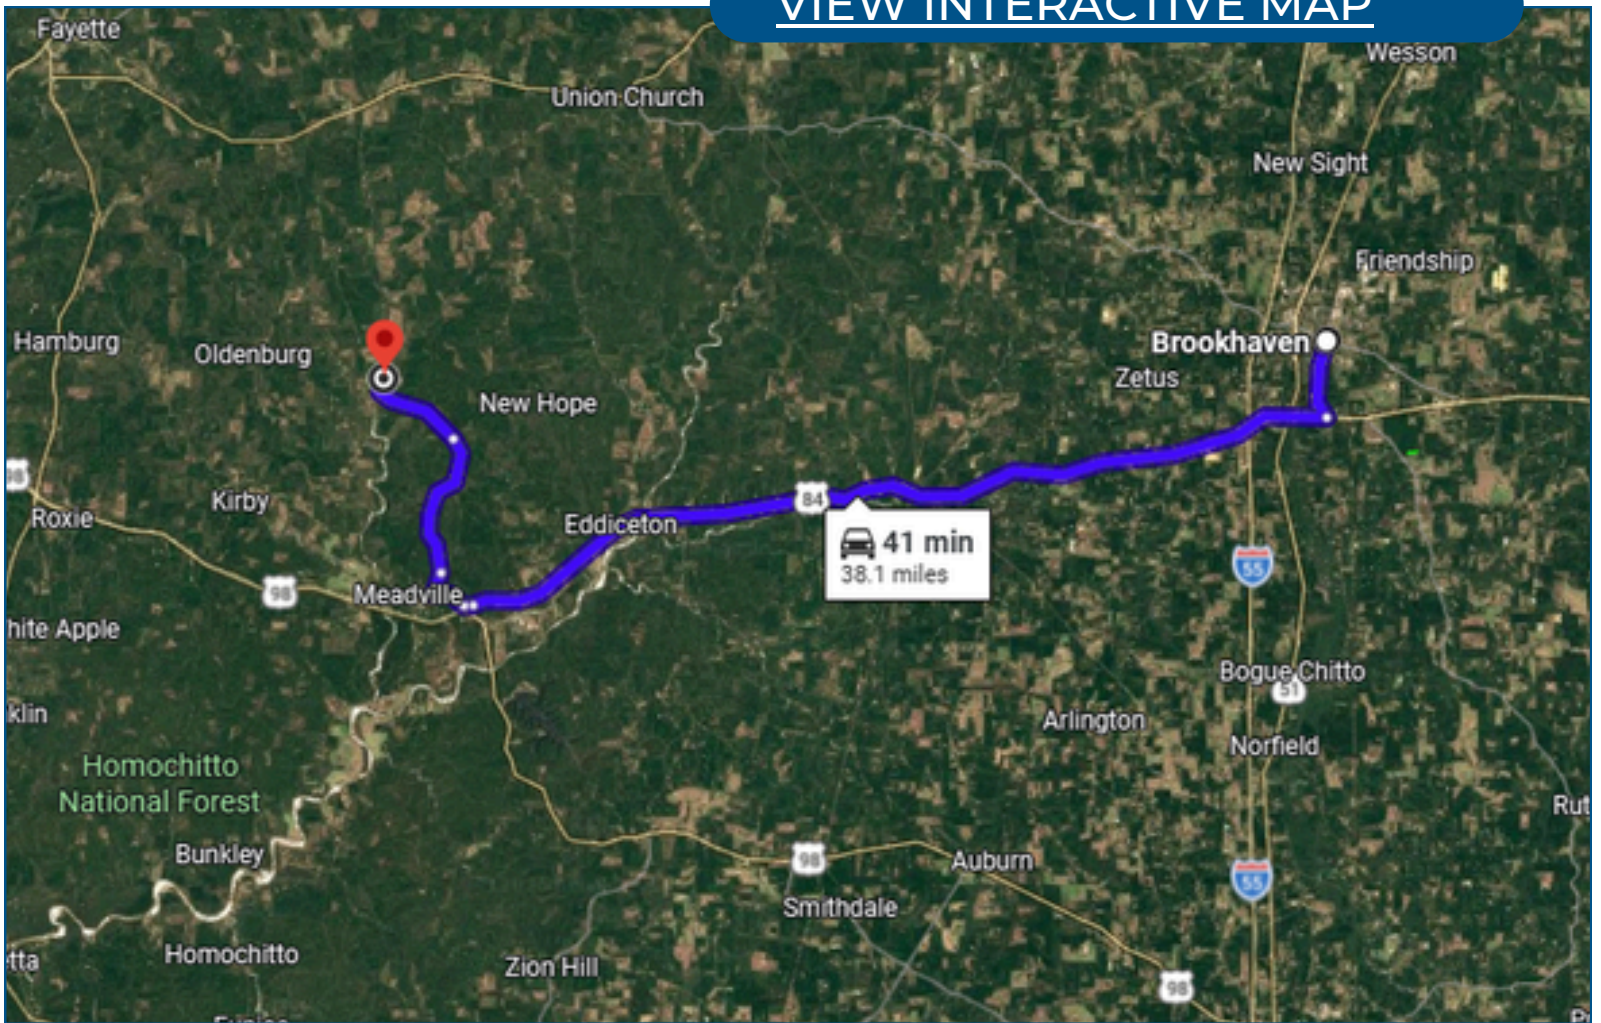 VIEW INTERACTIVE MAP
Fayette
Wesson
Union Church
New Sight
Friendship
Hamburg
Oldenburg
Brookhaven
Zetus
New Hope
Kirby
84
Roxie
Eddiceton
41 min
38.1 miles
55
98
Meadville
hite Apple
Bogue Chitto
51
klin
Arlington
Norfield
Homochitto
National Forest
Rut
Bunkley
98
Auburn
55
Smithdale
Homochitto
tta
Zion Hill
98